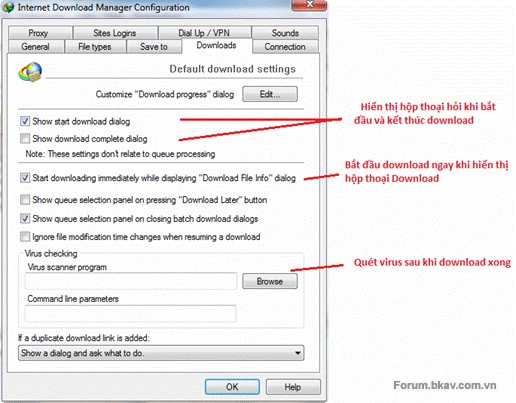 Internet Download Manager Configuration
Proxy
Sites Logins
Dial Up / VPN
Sounds
General
File types
Save to
Downloads
Connection
Default download settings
Customize "Download progress" dialog
Edit...
Show start download dialog
Show download complete dialog
Note: These settings don't relate to queue processing
Start downloading immediately while displaying "Download File Info" dialog
Show queue selection panel on pressing "Download Later" button
Show queue selection panel on closing batch download dialogs
Ignore file modification time changes when resuming a download
Virus checking
Virus scanner program
Browse
Command line parameters
If a duplicate download link is added:
Show a dialog and ask what to do.
OK
Help
Hiển thị hộp thoại hỏi khi bắt
đầu và kết thúc download
Bắt đầu download ngay khi hiển thị
hộp thoại Download
Quét virus sau khi download xong
Forum.bkav.com.vn